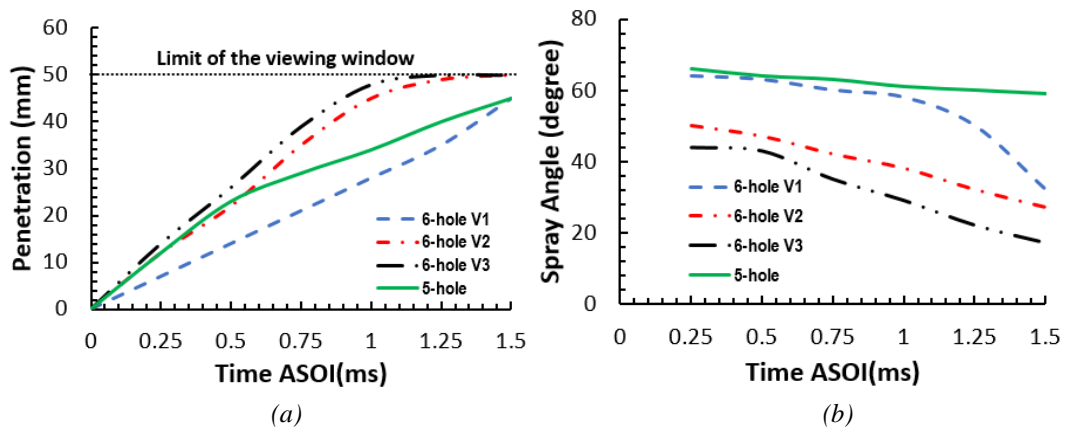 60
50
40
30
20
10
0
Penetration (mm)
Limit of the viewing window
6-hole V1
6-hole V2
6-hole V3
5-hole
0 0.25 0.5 0.75 1 1.25 1.5
Time ASOI(ms)
(a)
80
60
40
20
0
Spray Angle (degree)
6-hole V1
6-hole V2
6-hole V3
5-hole
0 0.25 0.5 0.75 1 1.25 1.5
Time ASOI(ms)
(b)